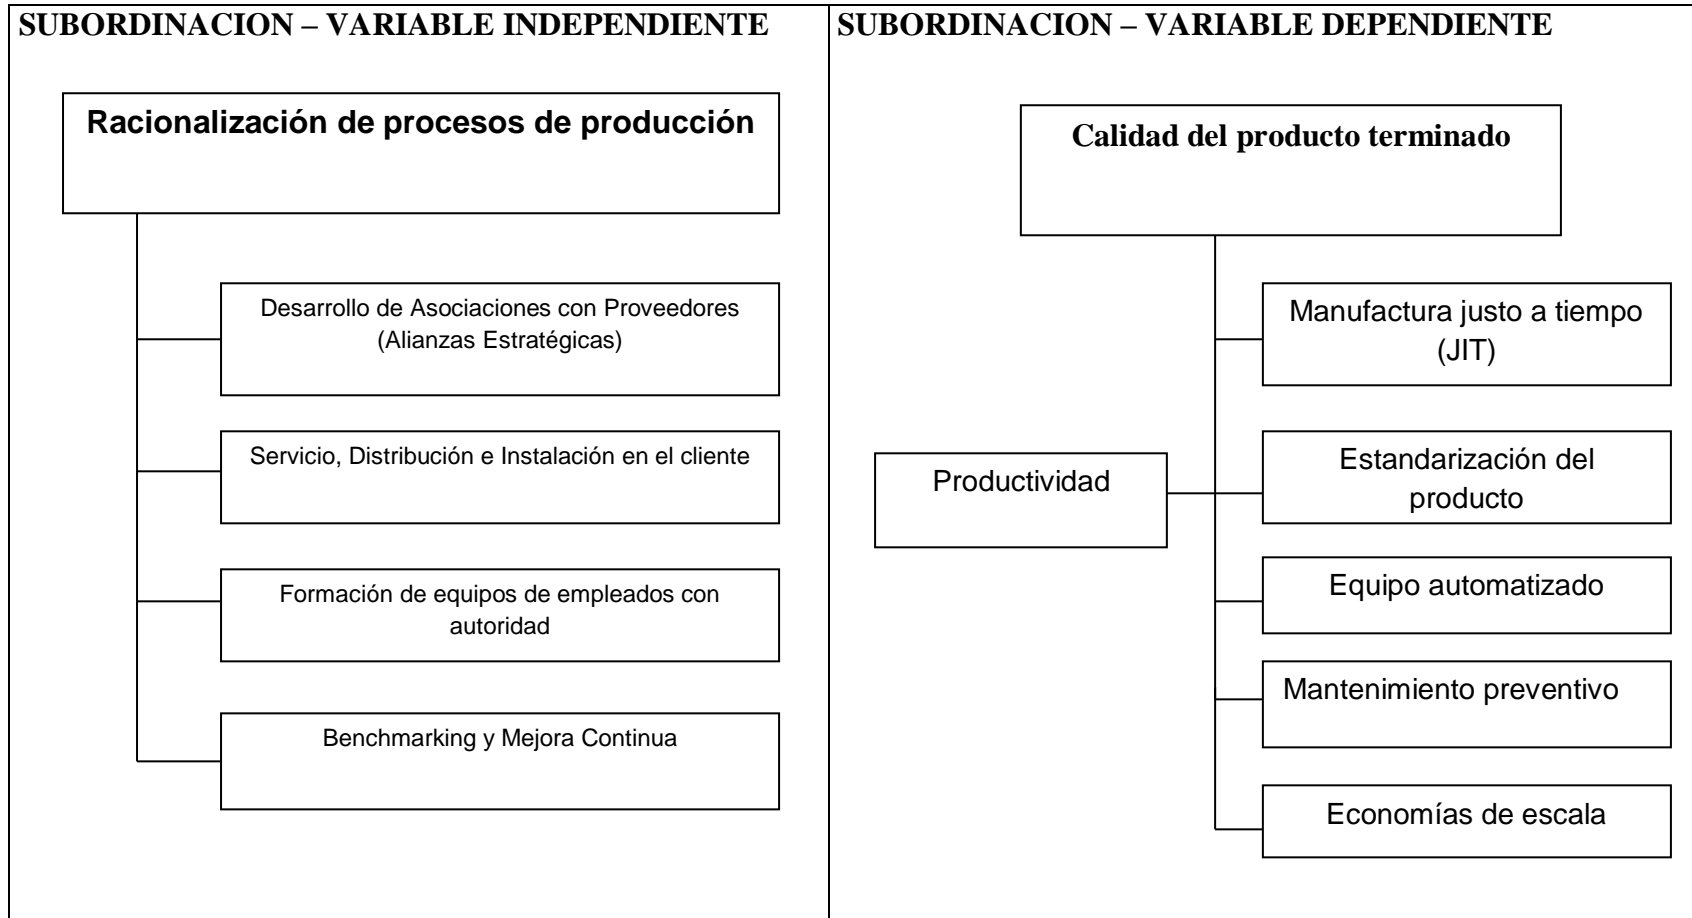 SUBORDINACION – VARIABLE INDEPENDIENTE
Racionalización de procesos de producción
Desarrollo de Asociaciones con Proveedores
(Alianzas Estratégicas)
Servicio, Distribución e Instalación en el cliente
Formación de equipos de empleados con
autoridad
Benchmarking y Mejora Continua
SUBORDINACION – VARIABLE DEPENDIENTE
Calidad del producto terminado
Productividad
Manufactura justo a tiempo
(JIT)
Estandarización del
producto
Equipo automatizado
Mantenimiento preventivo
Economías de escala